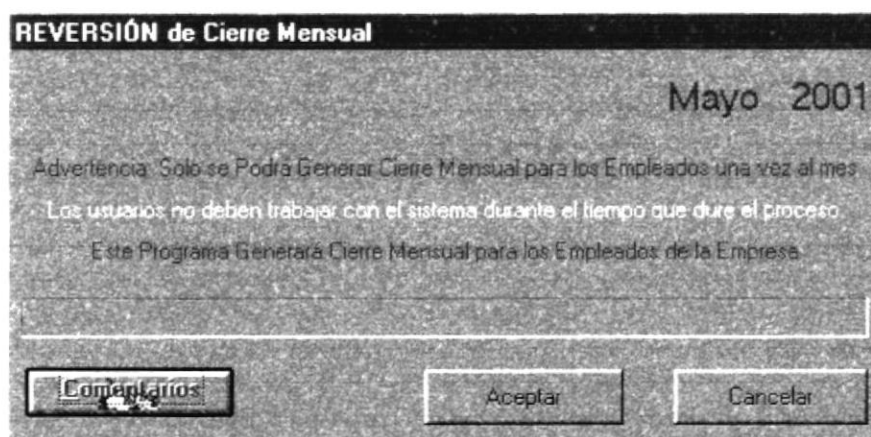 REVERSIÓN de Cierre Mensual
Mayo 2001
Advertencia: Solo se Podrá Generar Cierre Mensual para los Empleados una vez al mes
Los usuarios no deben trabajar con el sistema durante el tiempo que dure el proceso.
Este Programa Generará Cierre Mensual para los Empleados de la Empresa
Comentarios
Aceptar
Cancelar